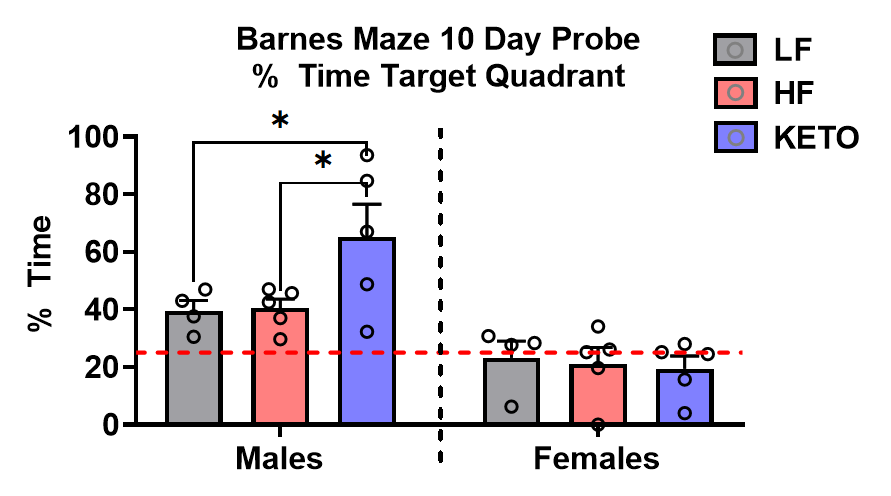 Barnes Maze 10 Day Probe
% Time Target Quadrant
LF
HF
KETO
% Time
100
80
60
40
20
0
*
*
Males
Females